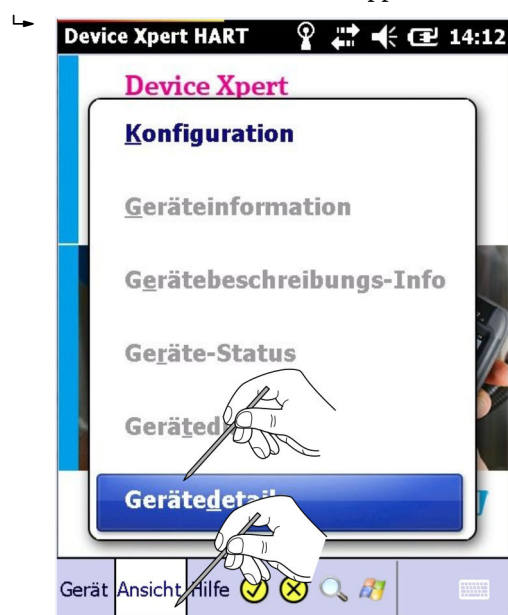 Device Xpert HART 14:12
Device Xpert
Konfiguration
Geräteinformation
Gerätebeschreibungs-Info
Geräte-Status
Gerätedetail
Gerät Ansicht Hilfe